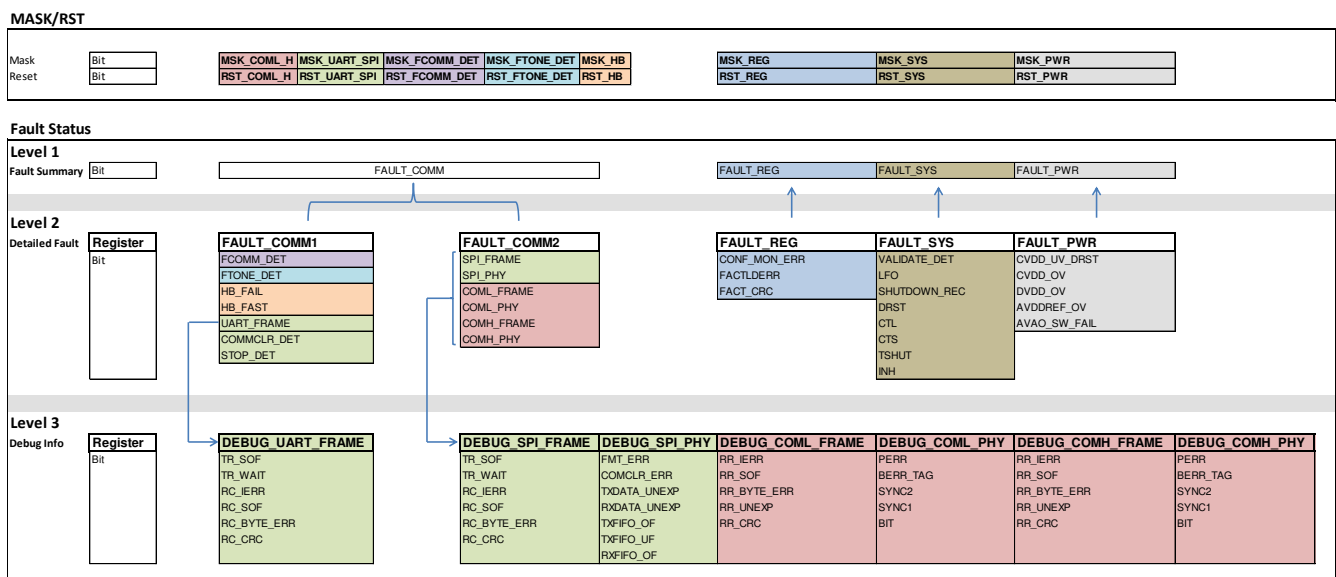 MASK/RST
Mask Bit MSK_COML_H MSK_UART_SPI MSK_FCOMM_DET MSK_FTONE_DET MSK_HB MSK_REG MSK_SYS MSK_PWR
Reset Bit RST_COML_H RST_UART_SPI RST_FCOMM_DET RST_FTONE_DET RST_HB RST_REG RST_SYS RST_PWR
Fault Status
Level 1
Fault Summary Bit FAULT_COMM FAULT_REG FAULT_SYS FAULT_PWR
Level 2
Detailed Fault Register FAULT_COMM1 FAULT_COMM2 FAULT_REG FAULT_SYS FAULT_PWR
Bit FCOMM_DET SPI_FRAME CONF_MON_ERR VALIDATE_DET CVDD_UV_DRST
FTONE_DET SPI_PHY FACTLDERR LFO CVDD_OV
HB_FAIL COML_FRAME FACT_CRC SHUTDOWN_REC DVDD_OV
HB_FAST COML_PHY DRST AVDDREF_OV
UART_FRAME COMH_FRAME CTL AVAO_SW_FAIL
COMMCLR_DET COMH_PHY CTS
STOP_DET TSHUT
INH
Level 3
Debug Info Register DEBUG_UART_FRAME DEBUG_SPI_FRAME DEBUG_SPI_PHY DEBUG_COML_FRAME DEBUG_COML_PHY DEBUG_COMH_FRAME DEBUG_COMH_PHY
Bit TR_SOF TR_SOF FMT_ERR RR_IERR PERR RR_IERR PERR
TR_WAIT TR_WAIT COMCLR_ERR RR_SOF BERR_TAG RR_SOF BERR_TAG
RC_IERR RC_IERR TXDATA_UNEXP RR_BYTE_ERR SYNC2 RR_BYTE_ERR SYNC2
RC_SOF RC_SOF RXDATA_UNEXP RR_UNEXP SYNC1 RR_UNEXP SYNC1
RC_BYTE_ERR RC_BYTE_ERR TXFIFO_OF RR_CRC BIT RR_CRC BIT
RC_CRC RC_CRC TXFIFO_UF
RXFIFO_OF